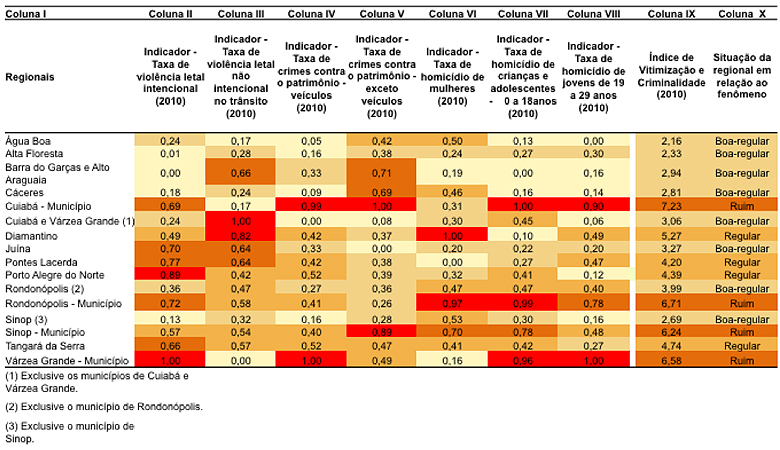 Coluna I Coluna II Coluna III Coluna IV Coluna V Coluna VI Coluna VII Coluna VIII Coluna IX Coluna X
Regionais
Indicador -
Taxa de
violência letal
intencional
(2010)
Indicador -
Taxa de
violência letal
não
intencional
no trânsito
(2010)
Indicador -
Taxa de
crimes contra
o patrimônio -
veículos
(2010)
Indicador -
Taxa de
crimes contra
o patrimônio -
exceto
veículos
(2010)
Indicador -
Taxa de
homicídio de
mulheres
(2010)
Indicador -
Taxa de
homicídio de
crianças e
adolescentes
- 0 a 18anos
(2010)
Indicador -
Taxa de
homicídio de
jovens de 19
a 29 anos
(2010)
Índice de
Vitimização e
Criminalidade
(2010)
Situação da
regional em
relação ao
fenômeno
Água Boa 0,24 0,17 0,05 0,42 0,50 0,13 0,00 2,16 Boa-regular
Alta Floresta 0,01 0,28 0,16 0,38 0,24 0,27 0,30 2,33 Boa-regular
Barra do Garças e Alto
Araguaia 0,00 0,66 0,33 0,71 0,19 0,00 0,16 2,94 Boa-regular
Cáceres 0,18 0,24 0,09 0,69 0,46 0,16 0,14 2,81 Boa-regular
Cuiabá - Município 0,69 0,17 0,99 1,00 0,31 1,00 0,90 7,23 Ruim
Cuiabá e Várzea Grande (1) 0,24 1,00 0,00 0,08 0,30 0,45 0,06 3,06 Boa-regular
Diamantino 0,49 0,82 0,42 0,37 1,00 0,10 0,49 5,27 Regular
Juína 0,70 0,64 0,33 0,00 0,20 0,22 0,20 3,27 Boa-regular
Pontes Lacerda 0,77 0,64 0,42 0,38 0,00 0,27 0,47 4,20 Regular
Porto Alegre do Norte 0,89 0,42 0,52 0,39 0,32 0,41 0,12 4,39 Regular
Rondonópolis (2) 0,36 0,47 0,27 0,36 0,47 0,47 0,40 3,99 Boa-regular
Rondonópolis - Município 0,72 0,58 0,41 0,26 0,97 0,99 0,78 6,71 Ruim
Sinop (3) 0,13 0,32 0,16 0,28 0,53 0,30 0,16 2,69 Boa-regular
Sinop - Município 0,57 0,54 0,40 0,89 0,70 0,78 0,48 6,24 Ruim
Tangará da Serra 0,66 0,57 0,52 0,47 0,41 0,42 0,27 4,74 Regular
Várzea Grande - Município 1,00 0,00 1,00 0,49 0,16 0,96 1,00 6,58 Ruim
(1) Exclusive os municípios de Cuiabá e
Várzea Grande.
(2) Exclusive o município de Rondonópolis.
(3) Exclusive o município de
Sinop.